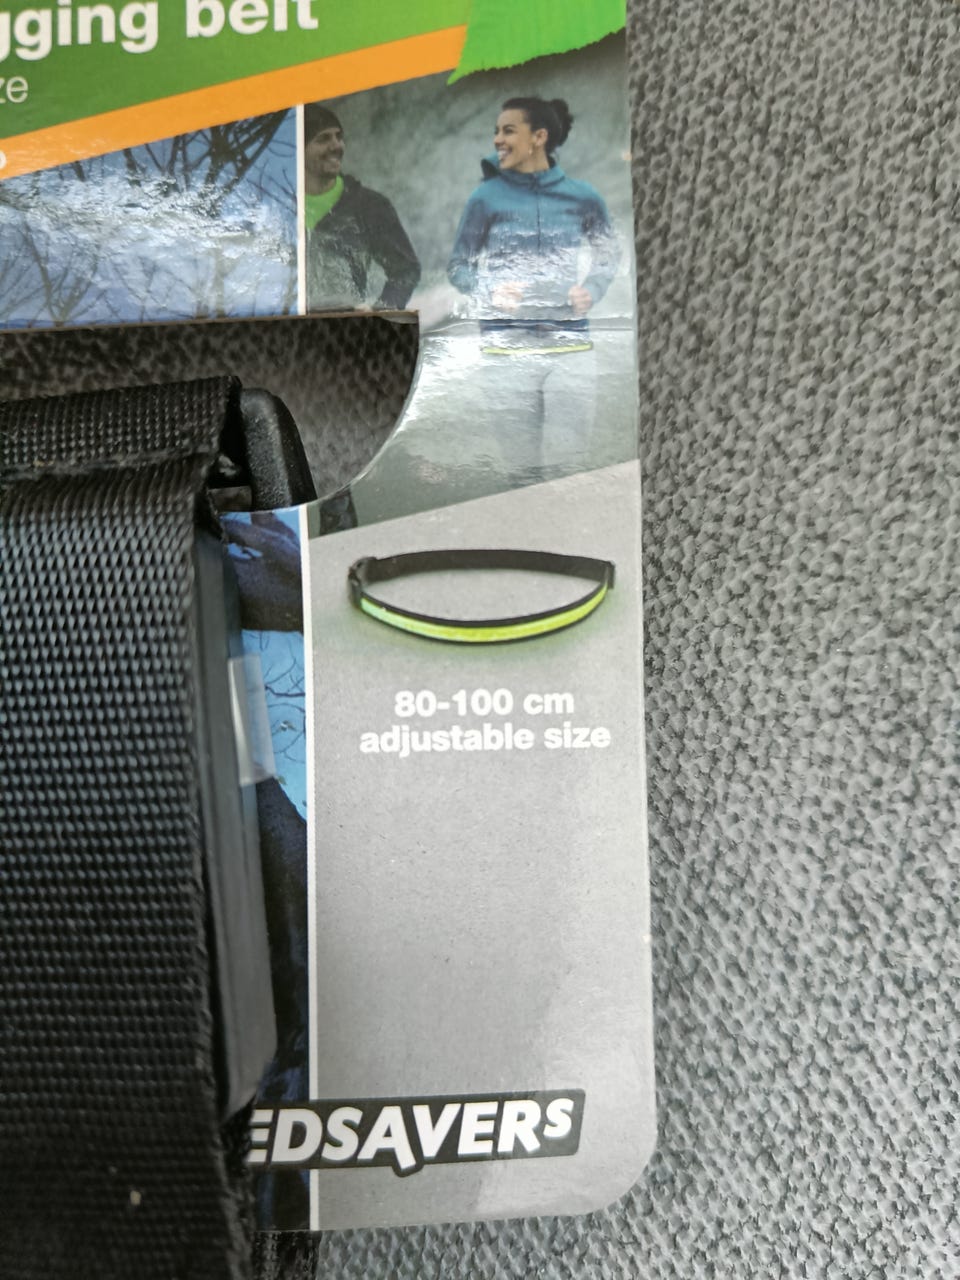 gging belt
ze
80-100 cm
adjustable size
EDSAVERS